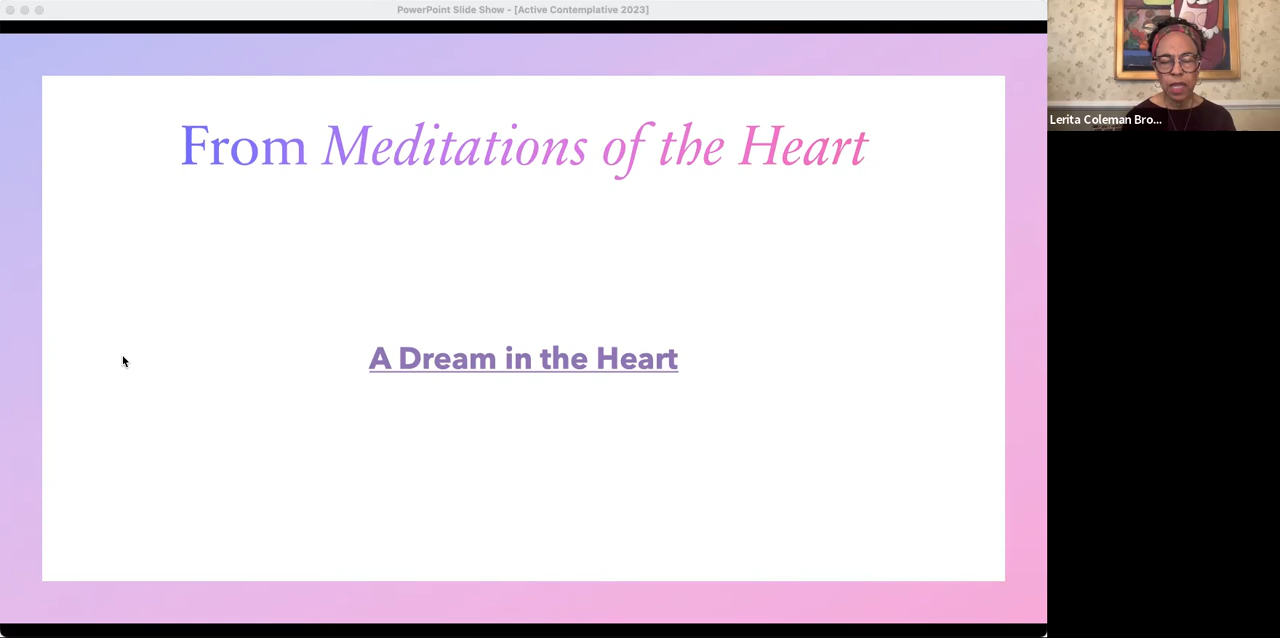 PowerPoint Slide Show - [Active Contemplative 2023]
From Meditations of the Heart
A Dream in the Heart
Lerita Coleman Bro...